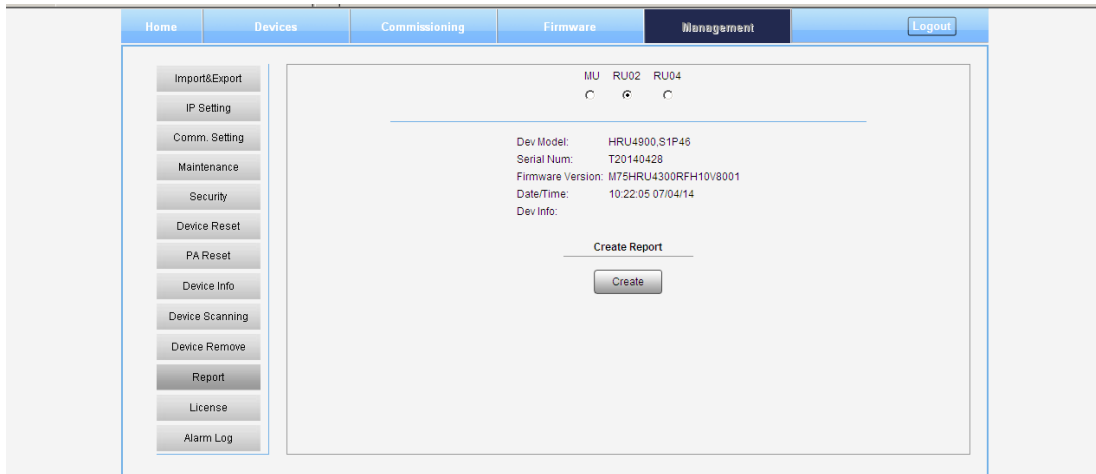 Home Devices Commissioning Firmware Management Logout
Import&Export
IP Setting
Comm. Setting
Maintenance
Security
Device Reset
PA Reset
Device Info
Device Scanning
Device Remove
Report
License
Alarm Log
MU RU02 RU04
Dev Model: HRU4900,S1P46
Serial Num: T20140428
Firmware Version: M75HRU4300RFH10V8001
Date/Time: 10:22:05 07/04/14
Dev Info:
Create Report
Create